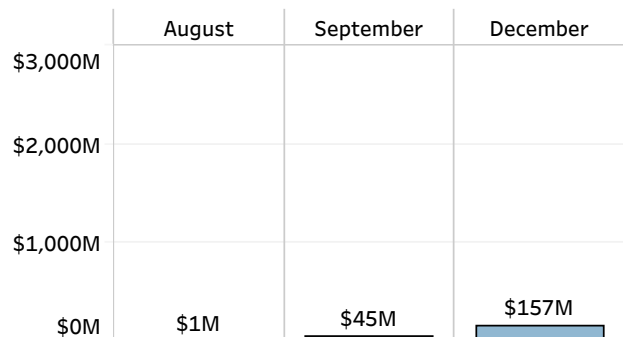 August September December
$3,000M
$2,000M
$1,000M
$157M
$0M $1M $45M